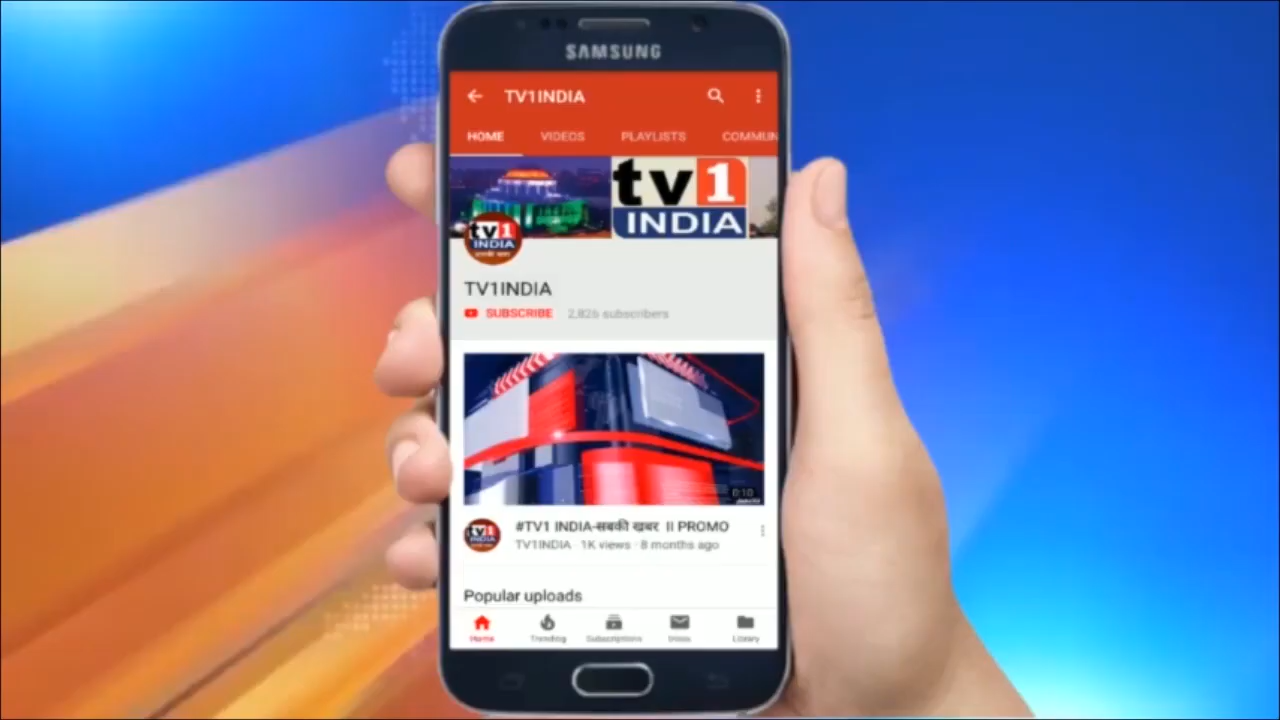 SAMSUNG
TV1INDIA
HOME VIDEOS PLAYLISTS COMMUN
tv1
INDIA
tv1
INDIA
TV1INDIA
SUBSCRIBE 2,826 subscribers
0:10
tv1
#TV1 INDIA-सबकी खबर II PROMO
TV1INDIA · 1K views · 8 months ago
Popular uploads
Home Trending Subscriptions Inbox Library